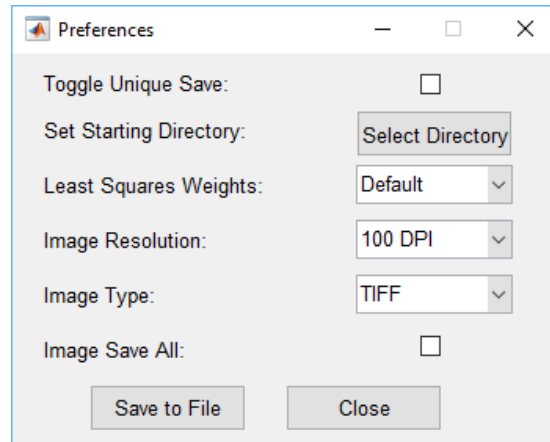 Preferences
Toggle Unique Save:
Set Starting Directory: Select Directory
Least Squares Weights: Default
Image Resolution: 100 DPI
Image Type: TIFF
Image Save All:
Save to File Close